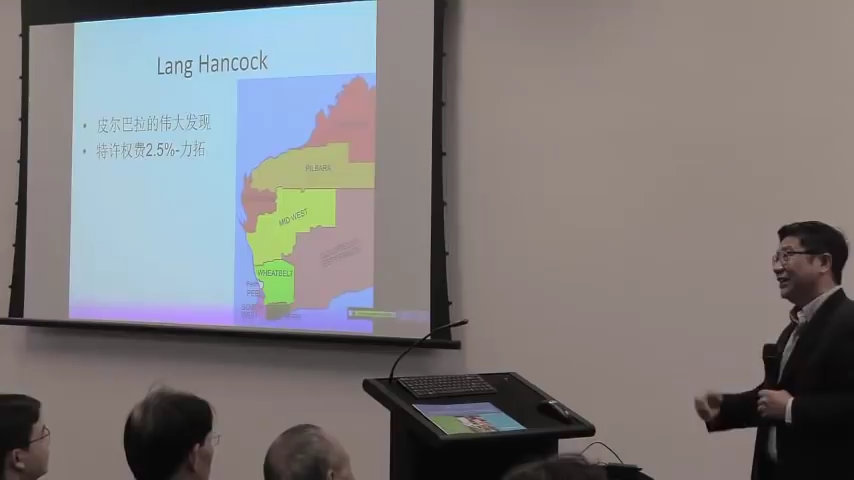 Lang Hancock
• 皮尔巴拉的伟大发现
• 特许权费2.5%-力拓
PILBARA
MID-WEST
WHEATBELT
PEEL